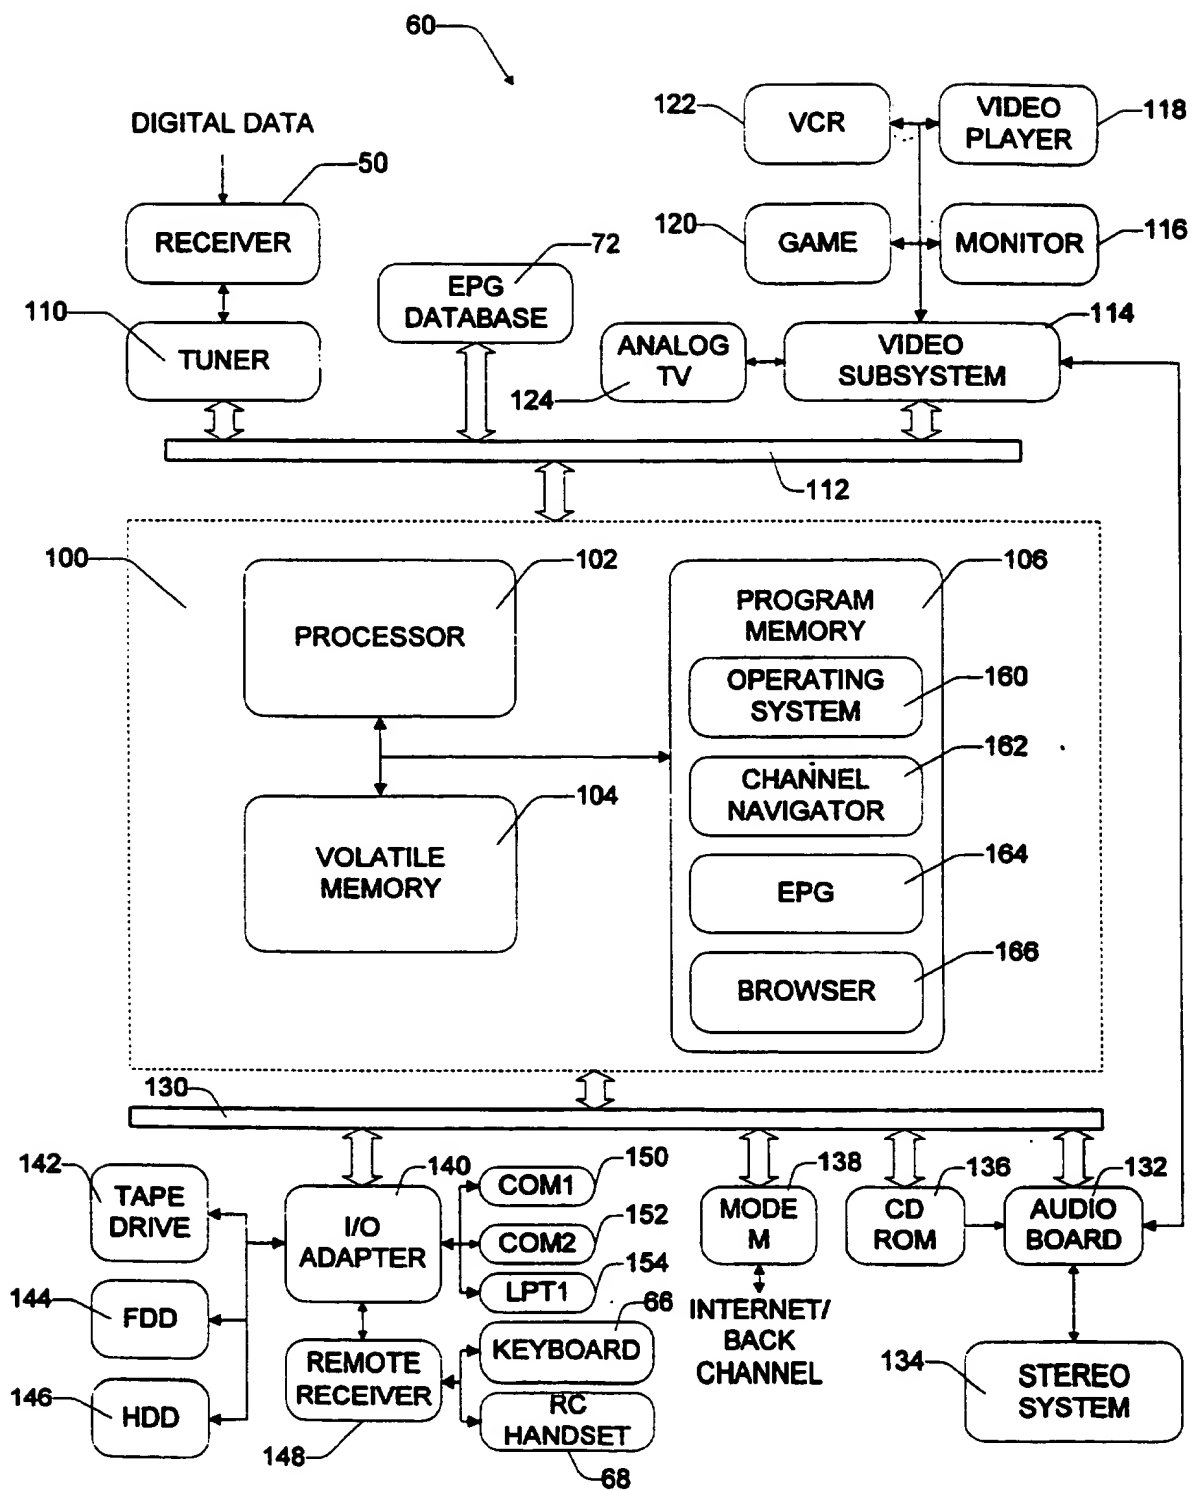 60
DIGITAL DATA
50
RECEIVER
110
TUNER
72
EPG
DATABASE
122
VCR
VIDEO
PLAYER
118
120
GAME
MONITOR
116
ANALOG
TV
124
VIDEO
SUBSYSTEM
114
112
100
102
PROCESSOR
104
VOLATILE
MEMORY
106
PROGRAM
MEMORY
OPERATING
SYSTEM
160
CHANNEL
NAVIGATOR
162
EPG
164
BROWSER
166
130
142
TAPE
DRIVE
144
FDD
146
HDD
140
I/O
ADAPTER
REMOTE
RECEIVER
148
COM1
150
COM2
152
LPT1
154
66
KEYBOARD
RC
HANDSET
68
138
MODE
M
INTERNET/
BACK
CHANNEL
136
CD
ROM
132
AUDIO
BOARD
134
STEREO
SYSTEM